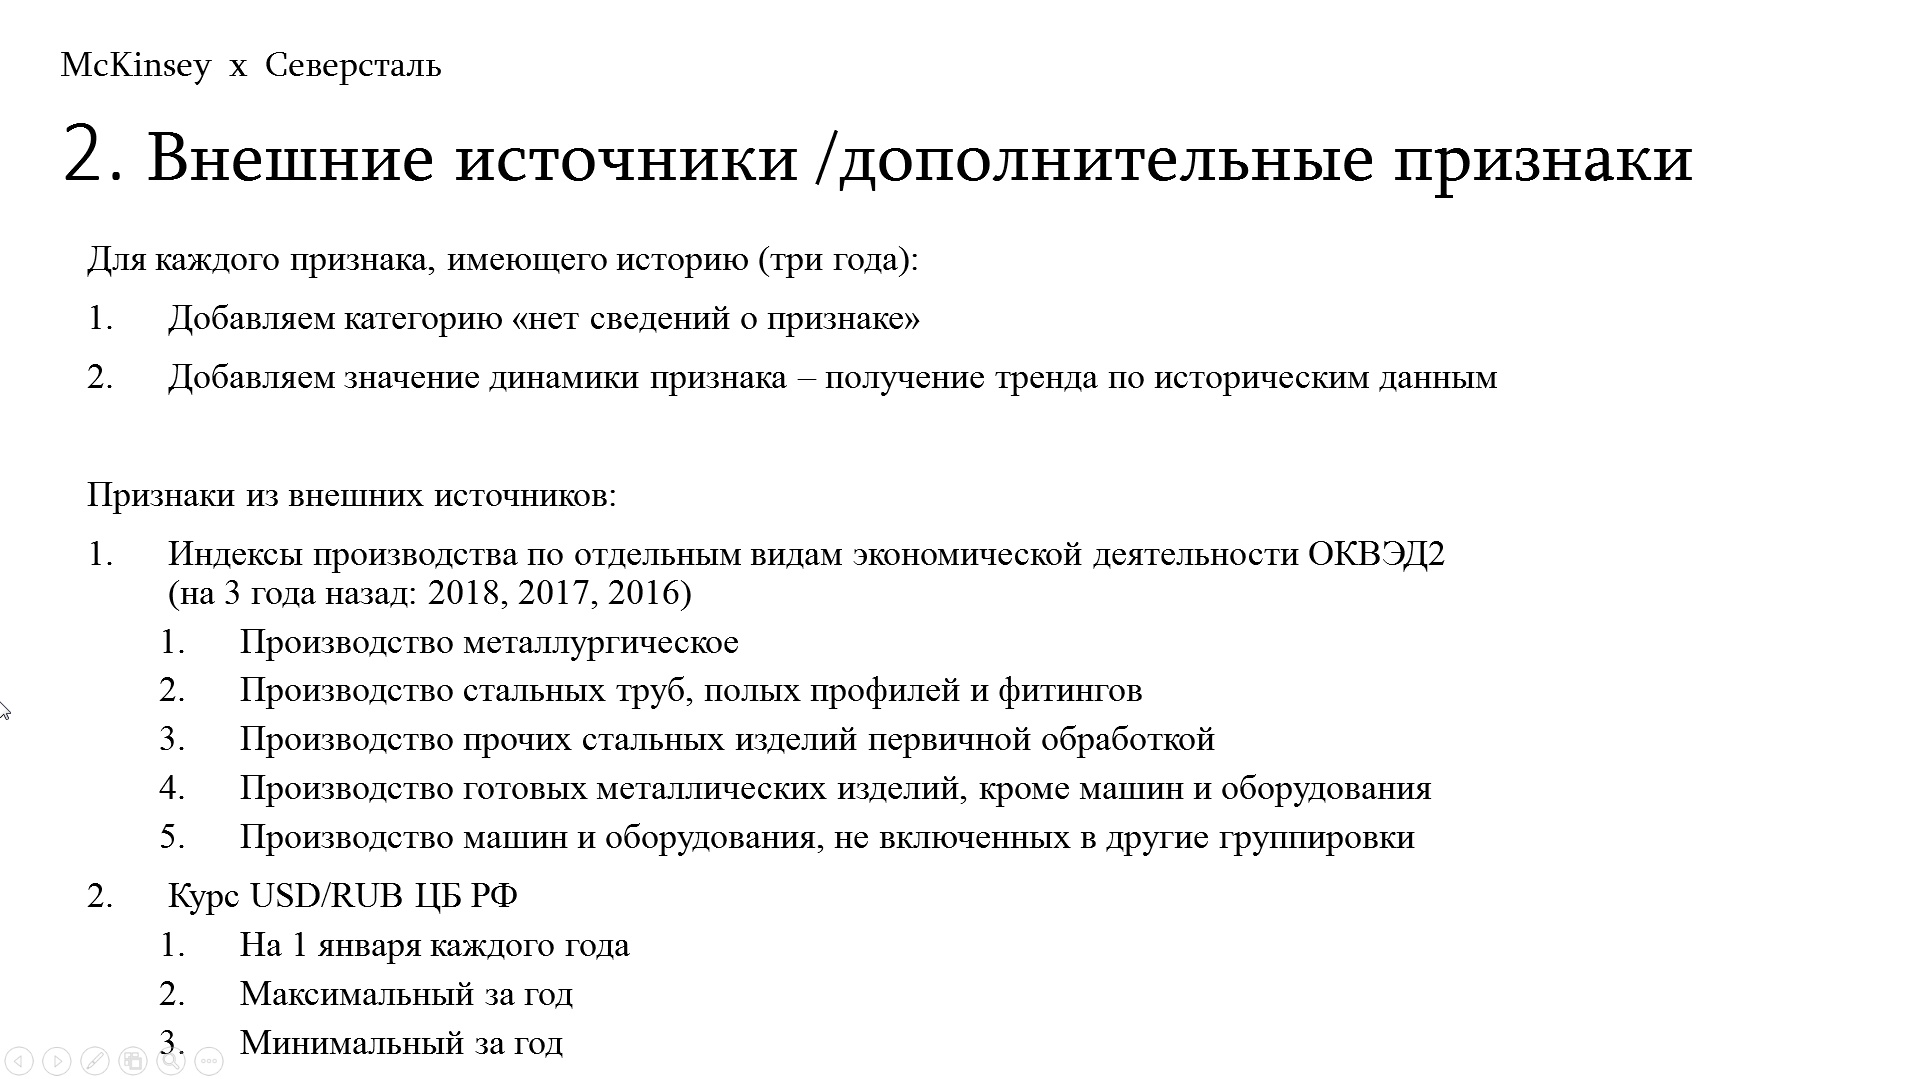 McKinsey x Северсталь
2. Внешние источники /дополнительные признаки
Для каждого признака, имеющего историю (три года):
1. Добавляем категорию «нет сведений о признаке»
2. Добавляем значение динамики признака – получение тренда по историческим данным
Признаки из внешних источников:
1. Индексы производства по отдельным видам экономической деятельности ОКВЭД2
(на 3 года назад: 2018, 2017, 2016)
1. Производство металлургическое
2. Производство стальных труб, полых профилей и фитингов
3. Производство прочих стальных изделий первичной обработкой
4. Производство готовых металлических изделий, кроме машин и оборудования
5. Производство машин и оборудования, не включенных в другие группировки
2. Курс USD/RUB ЦБ РФ
1. На 1 января каждого года
2. Максимальный за год
3. Минимальный за год